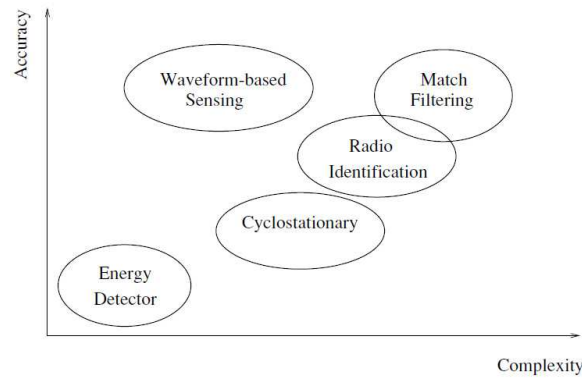 Accuracy
Waveform-based
Sensing
Match
Filtering
Radio
Identification
Cyclostationary
Energy
Detector
Complexity